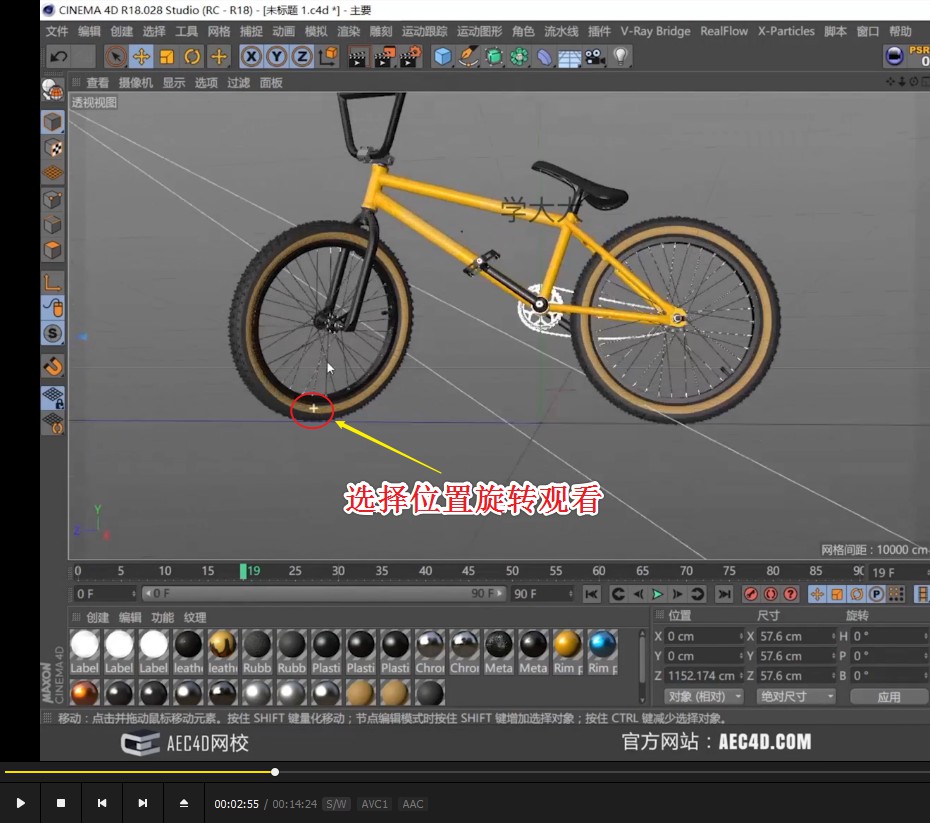 CINEMA 4D R18.028 Studio (RC - R18) - [未标题 1.c4d *] - 主要
文件 编辑 创建 选择 工具 网格 捕捉 动画 模拟 渲染 雕刻 运动跟踪 运动图形 角色 流水线 插件 V-Ray Bridge RealFlow X-Particles 脚本 窗口 帮助
X Y Z PSR
0
查看 摄像机 显示 选项 过滤 面板
透视视图
学大大
S
选择位置旋转观看
Y
Z X
网格间距 : 10000 cm
0 5 10 15 19 25 30 35 40 45 50 55 60 65 70 75 80 85 90 19 F
0 F 0 F 90 F 90 F P
创建 编辑 功能 纹理
位置 尺寸 旋转
Label Label Label leathe leathe Rubb Rubb Plasti Plasti Plasti Chro Chro Meta Meta Rim p Rim p
X 0 cm X 57.6 cm H 0 °
Y 0 cm Y 57.6 cm P 0 °
Z 1152.174 cm Z 57.6 cm B 0 °
对象 (相对) 绝对尺寸 应用
MAXON
CINEMA4D
移动 : 点击并拖动鼠标移动元素。按住 SHIFT 键量化移动 ; 节点编辑模式时按住 SHIFT 键增加选择对象 ; 按住 CTRL 键减少选择对象。
AEC4D网校
官方网站 : AEC4D.COM
00:02:55 / 00:14:24 S/W AVC1 AAC